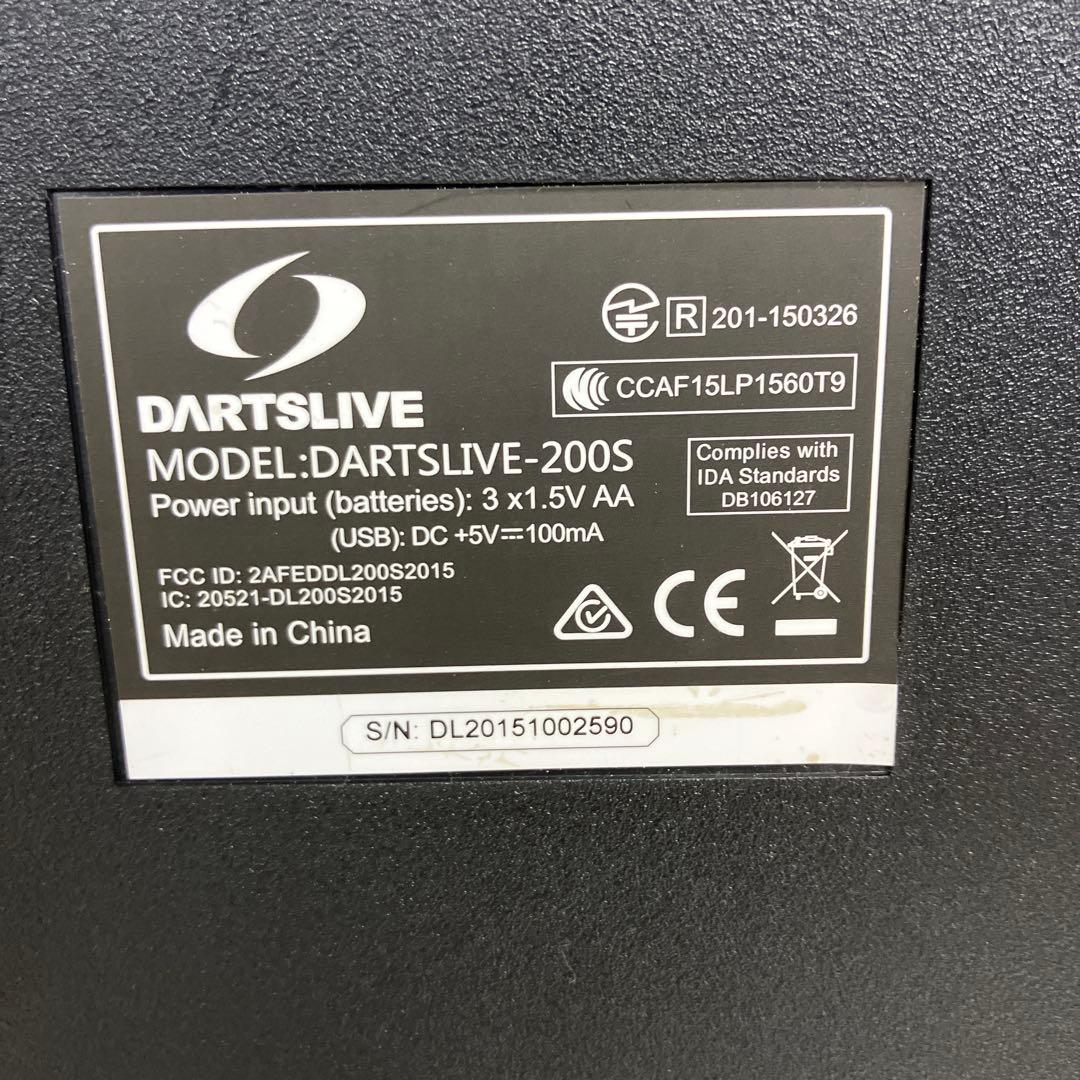 DARTSLIVE
MODEL:DARTSLIVE-200S
Power input (batteries): 3 x1.5V AA
(USB): DC +5V⎓100mA
FCC ID: 2AFEDDL200S2015
IC: 20521-DL200S2015
Made in China
R 201-150326
CCAF15LP1560T9
Complies with
IDA Standards
DB106127
CE
S/N: DL20151002590